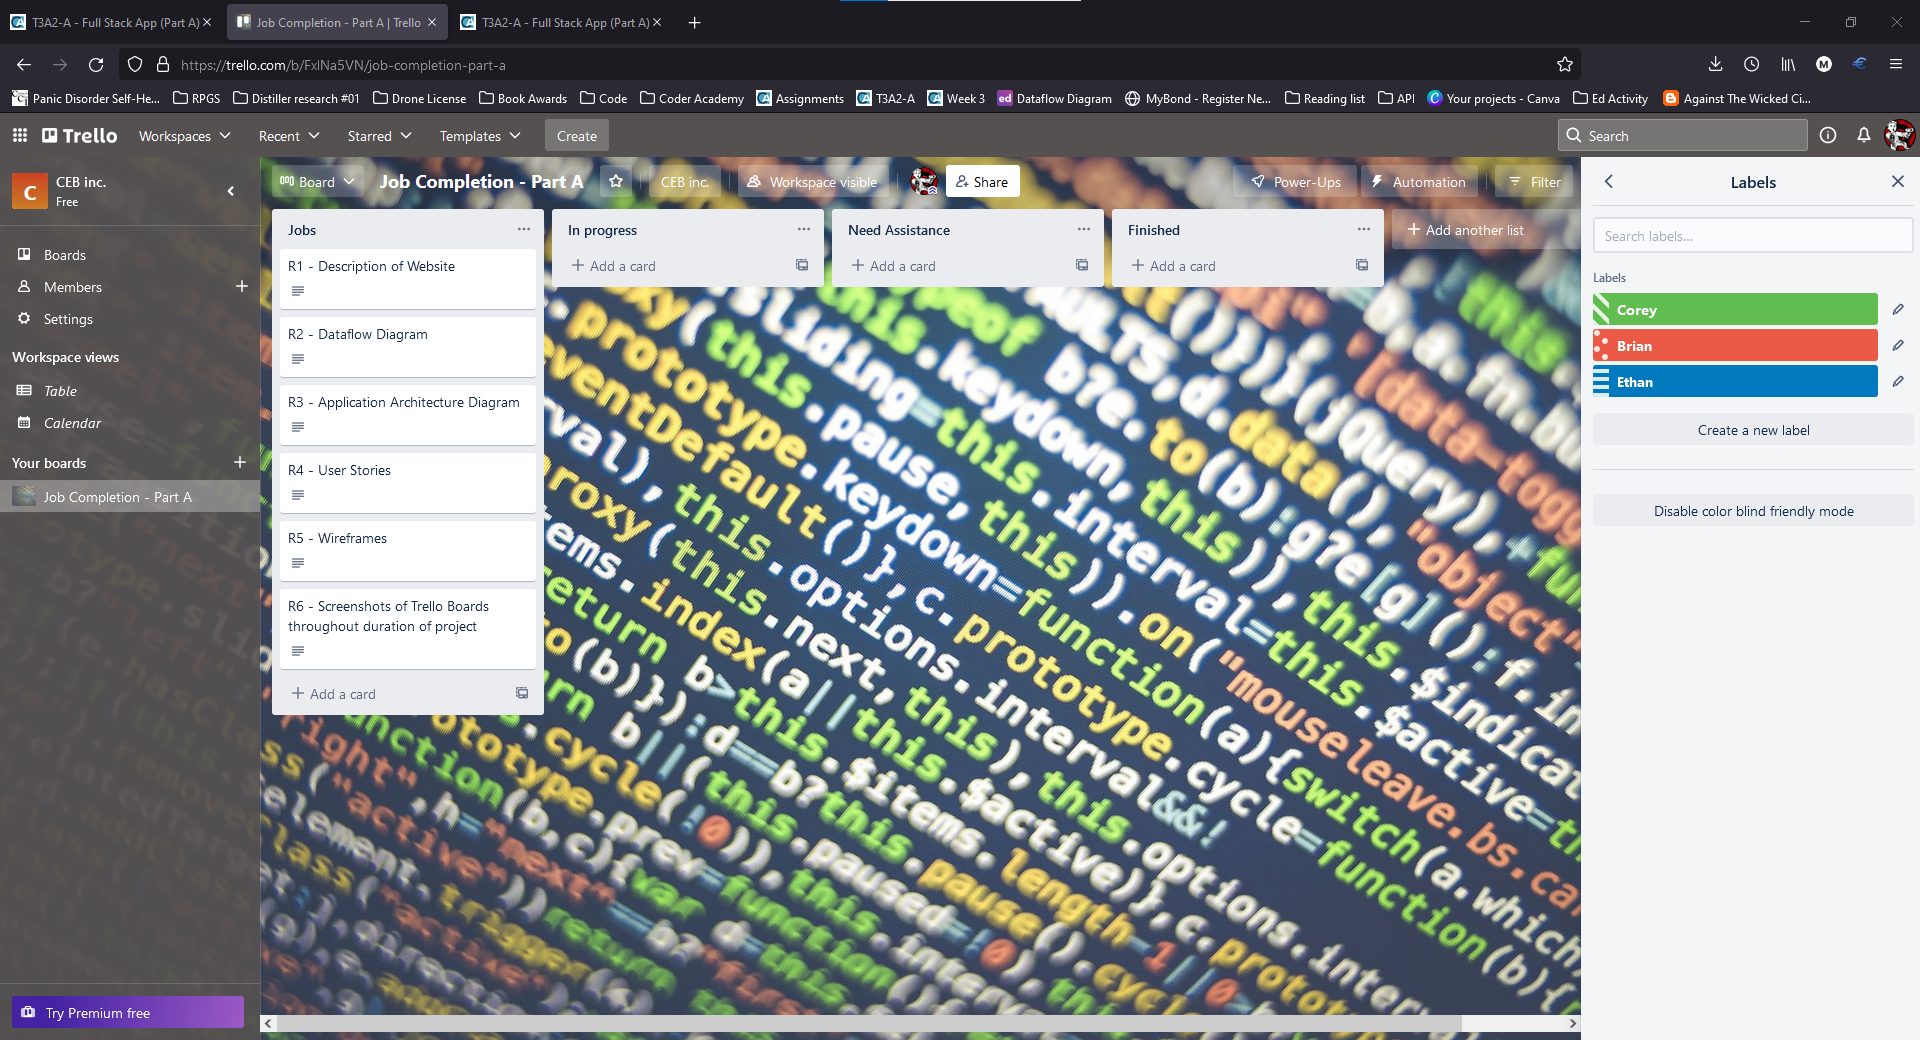 T3A2-A - Full Stack App (Part A)
Job Completion - Part A | Trello
T3A2-A - Full Stack App (Part A)
https://trello.com/b/FxlNa5VN/job-completion-part-a
Panic Disorder Self-He...
RPGS
Distiller research #01
Drone License
Book Awards
Code
Coder Academy
Assignments
T3A2-A
Week 3
ed Dataflow Diagram
MyBond - Register Ne...
Reading list
API
Your projects - Canva
Ed Activity
Against The Wicked Ci...
Trello
Workspaces
Recent
Starred
Templates
Create
Search
C
CEB inc.
Free
Boards
Members
Settings
Workspace views
Table
Calendar
Your boards
Job Completion - Part A
Try Premium free
Board
Job Completion - Part A
CEB inc.
Workspace visible
Share
Power-Ups
Automation
Filter
Jobs
R1 - Description of Website
R2 - Dataflow Diagram
R3 - Application Architecture Diagram
R4 - User Stories
R5 - Wireframes
R6 - Screenshots of Trello Boards
throughout duration of project
Add a card
In progress
Add a card
Need Assistance
Add a card
Finished
Add a card
Add another list
Labels
Search labels...
Labels
Corey
Brian
Ethan
Create a new label
Disable color blind friendly mode